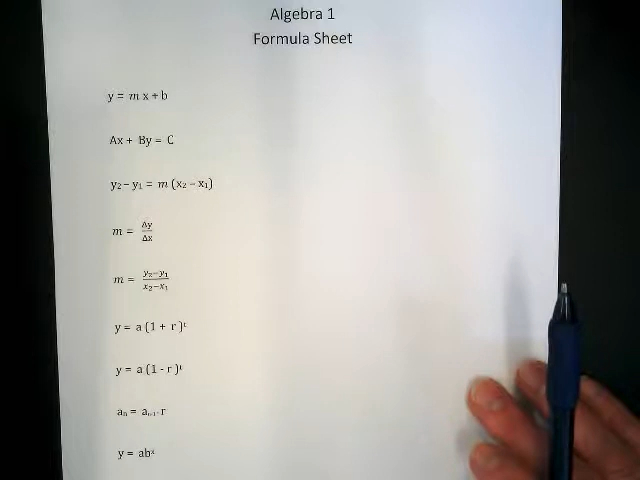 Algebra 1
Formula Sheet
y = m x + b
Ax + By = C
y₂ – y₁ = m (x₂ – x₁)
m = Δy/Δx
m = y₂−y₁/x₂−x₁
y = a (1 + r )ᵗ
y = a (1 - r )ᵗ
aₙ = aₙ₋₁· r
y = abˣ